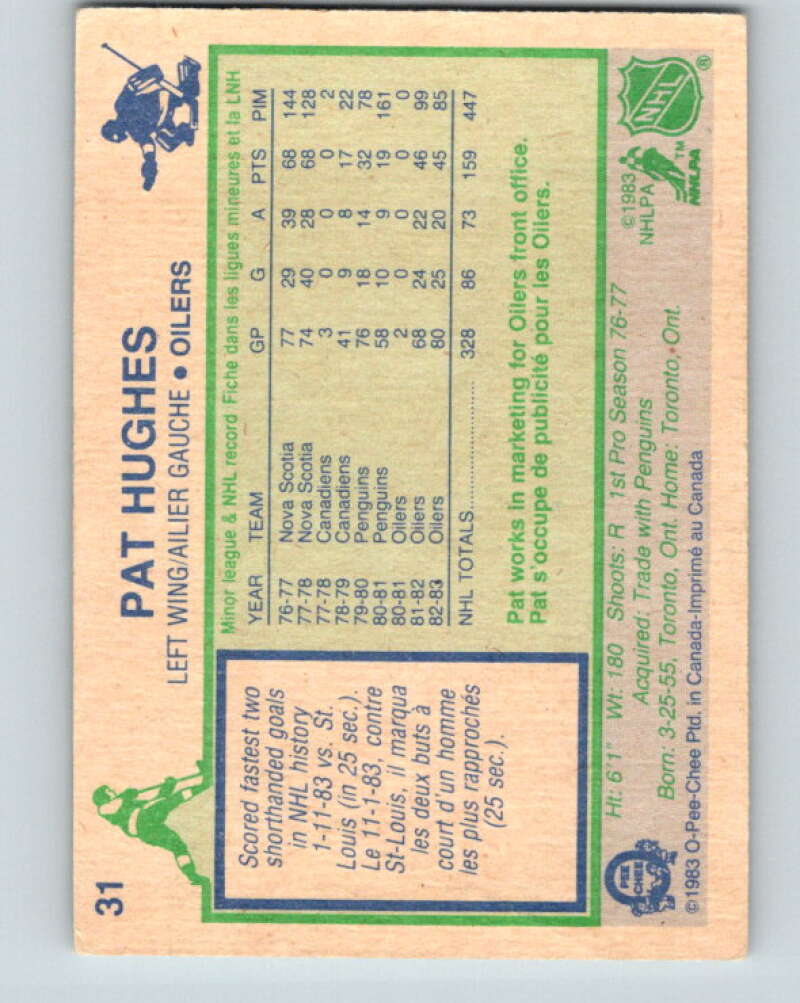 31
PAT HUGHES
LEFT WING/AILIER GAUCHE • OILERS
Scored fastest two
shorthanded goals
in NHL history
1-11-83 vs. St.
Louis (in 25 sec.).
Le 11-1-83, contre
St-Louis, il marqua
les deux buts à
court d'un homme
les plus rapprochés
(25 sec.).
Minor league & NHL record Fiche dans les ligues mineures et la LNH
YEAR TEAM GP G A PTS PIM
76-77 Nova Scotia 77 29 39 68 144
77-78 Nova Scotia 74 40 28 68 128
77-78 Canadiens 3 0 0 0 2
78-79 Canadiens 41 9 8 17 22
79-80 Penguins 76 18 14 32 78
80-81 Penguins 58 10 9 19 161
80-81 Oilers 2 0 0 0 0
81-82 Oilers 68 24 22 46 99
82-83 Oilers 80 25 20 45 85
NHL TOTALS.................... 328 86 73 159 447
Pat works in marketing for Oilers front office.
Pat s'occupe de publicité pour les Oilers.
Ht: 6'1" Wt: 180 Shoots: R 1st Pro Season 76-77
Acquired: Trade with Penguins
Born: 3-25-55, Toronto, Ont. Home: Toronto, Ont.
©1983 O-Pee-Chee Ptd. in Canada-Imprimé au Canada
O
PEE
CHEE
©1983
NHLPA
NHLPA
TM
NHL
®